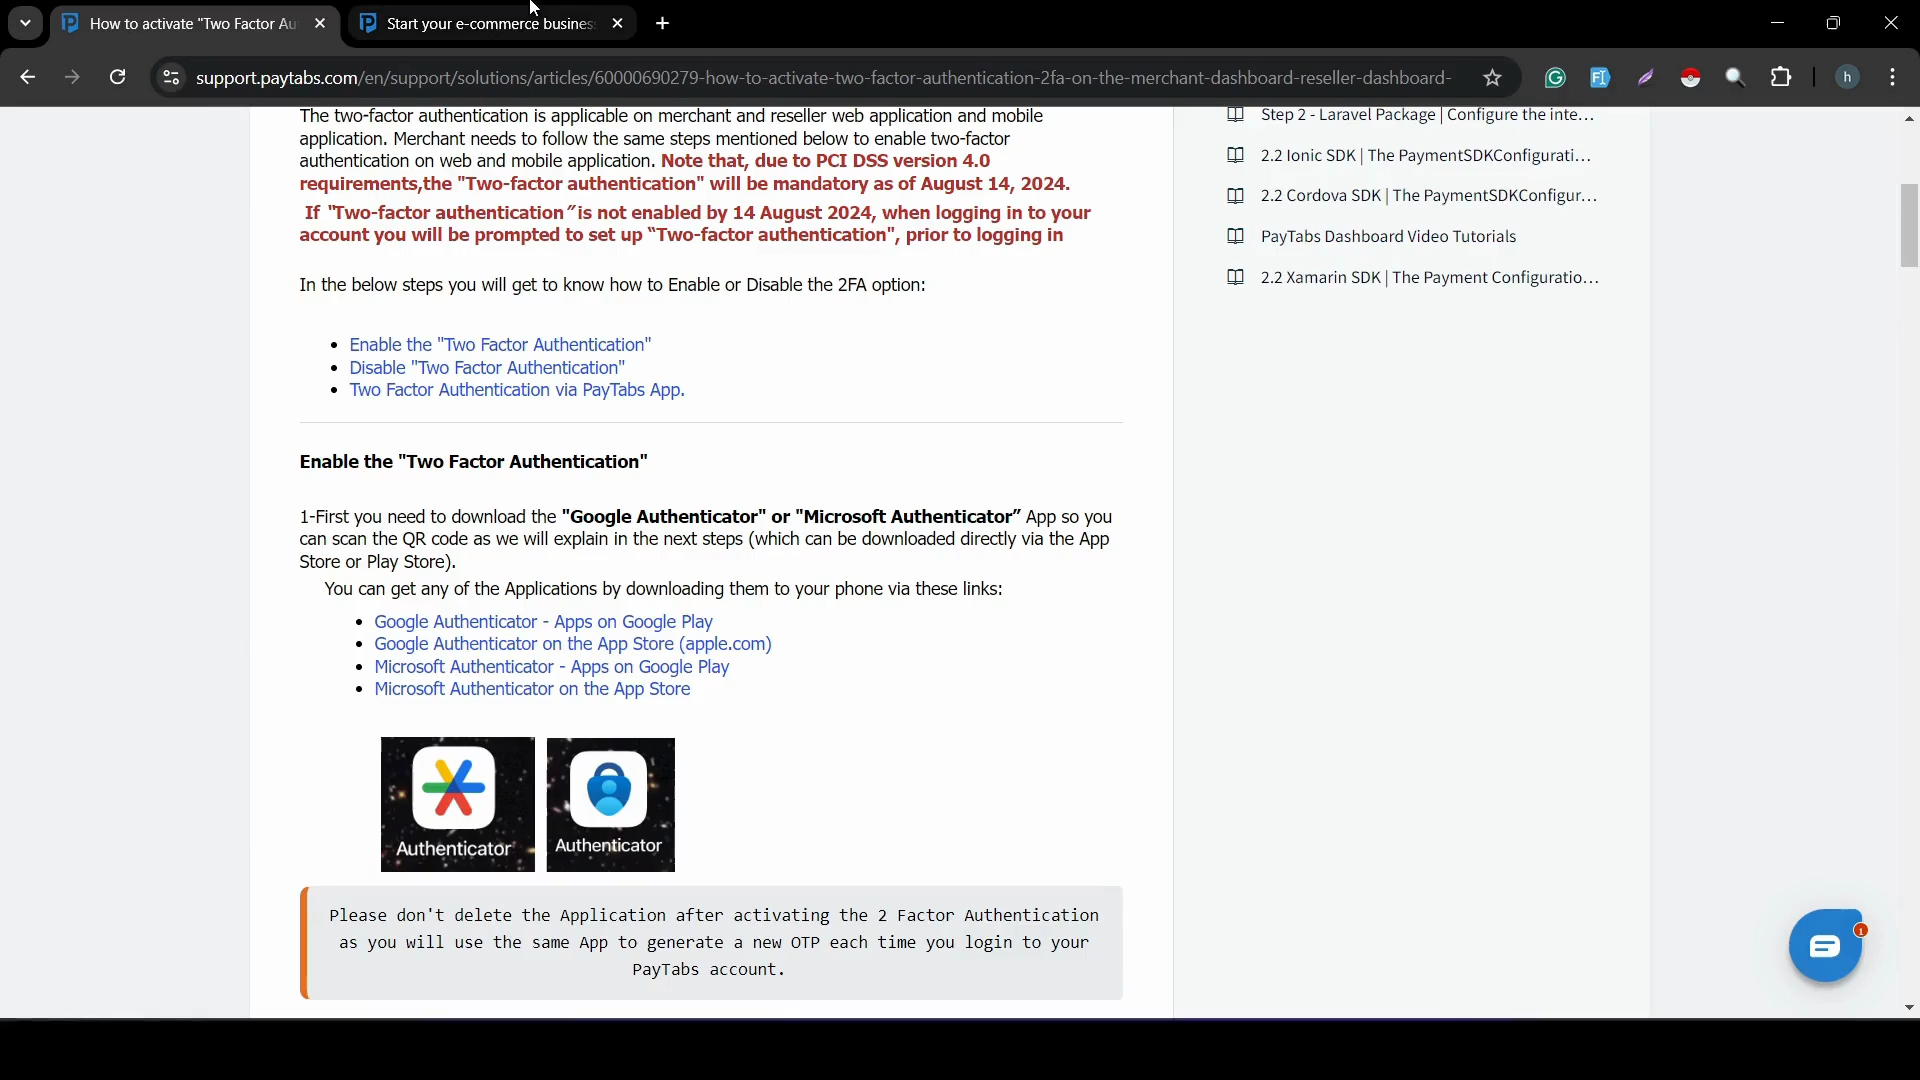 How to activate "Two Factor Au
Start your e-commerce busines
support.paytabs.com/en/support/solutions/articles/60000690279-how-to-activate-two-factor-authentication-2fa-on-the-merchant-dashboard-reseller-dashboard-
h
The two-factor authentication is applicable on merchant and reseller web application and mobile
application. Merchant needs to follow the same steps mentioned below to enable two-factor
authentication on web and mobile application. Note that, due to PCI DSS version 4.0
requirements,the "Two-factor authentication" will be mandatory as of August 14, 2024.
If “Two-factor authentication”is not enabled by 14 August 2024, when logging in to your
account you will be prompted to set up “Two-factor authentication", prior to logging in
In the below steps you will get to know how to Enable or Disable the 2FA option:
• Enable the "Two Factor Authentication"
• Disable "Two Factor Authentication"
• Two Factor Authentication via PayTabs App.
Enable the "Two Factor Authentication"
1-First you need to download the "Google Authenticator" or "Microsoft Authenticator” App so you
can scan the QR code as we will explain in the next steps (which can be downloaded directly via the App
Store or Play Store).
You can get any of the Applications by downloading them to your phone via these links:
• Google Authenticator - Apps on Google Play
• Google Authenticator on the App Store (apple.com)
• Microsoft Authenticator - Apps on Google Play
• Microsoft Authenticator on the App Store
Authenticator
Authenticator
Please don't delete the Application after activating the 2 Factor Authentication
as you will use the same App to generate a new OTP each time you login to your
PayTabs account.
Step 2 - Laravel Package | Configure the inte...
2.2 Ionic SDK | The PaymentSDKConfigurati...
2.2 Cordova SDK | The PaymentSDKConfigur...
PayTabs Dashboard Video Tutorials
2.2 Xamarin SDK | The Payment Configuratio...
1